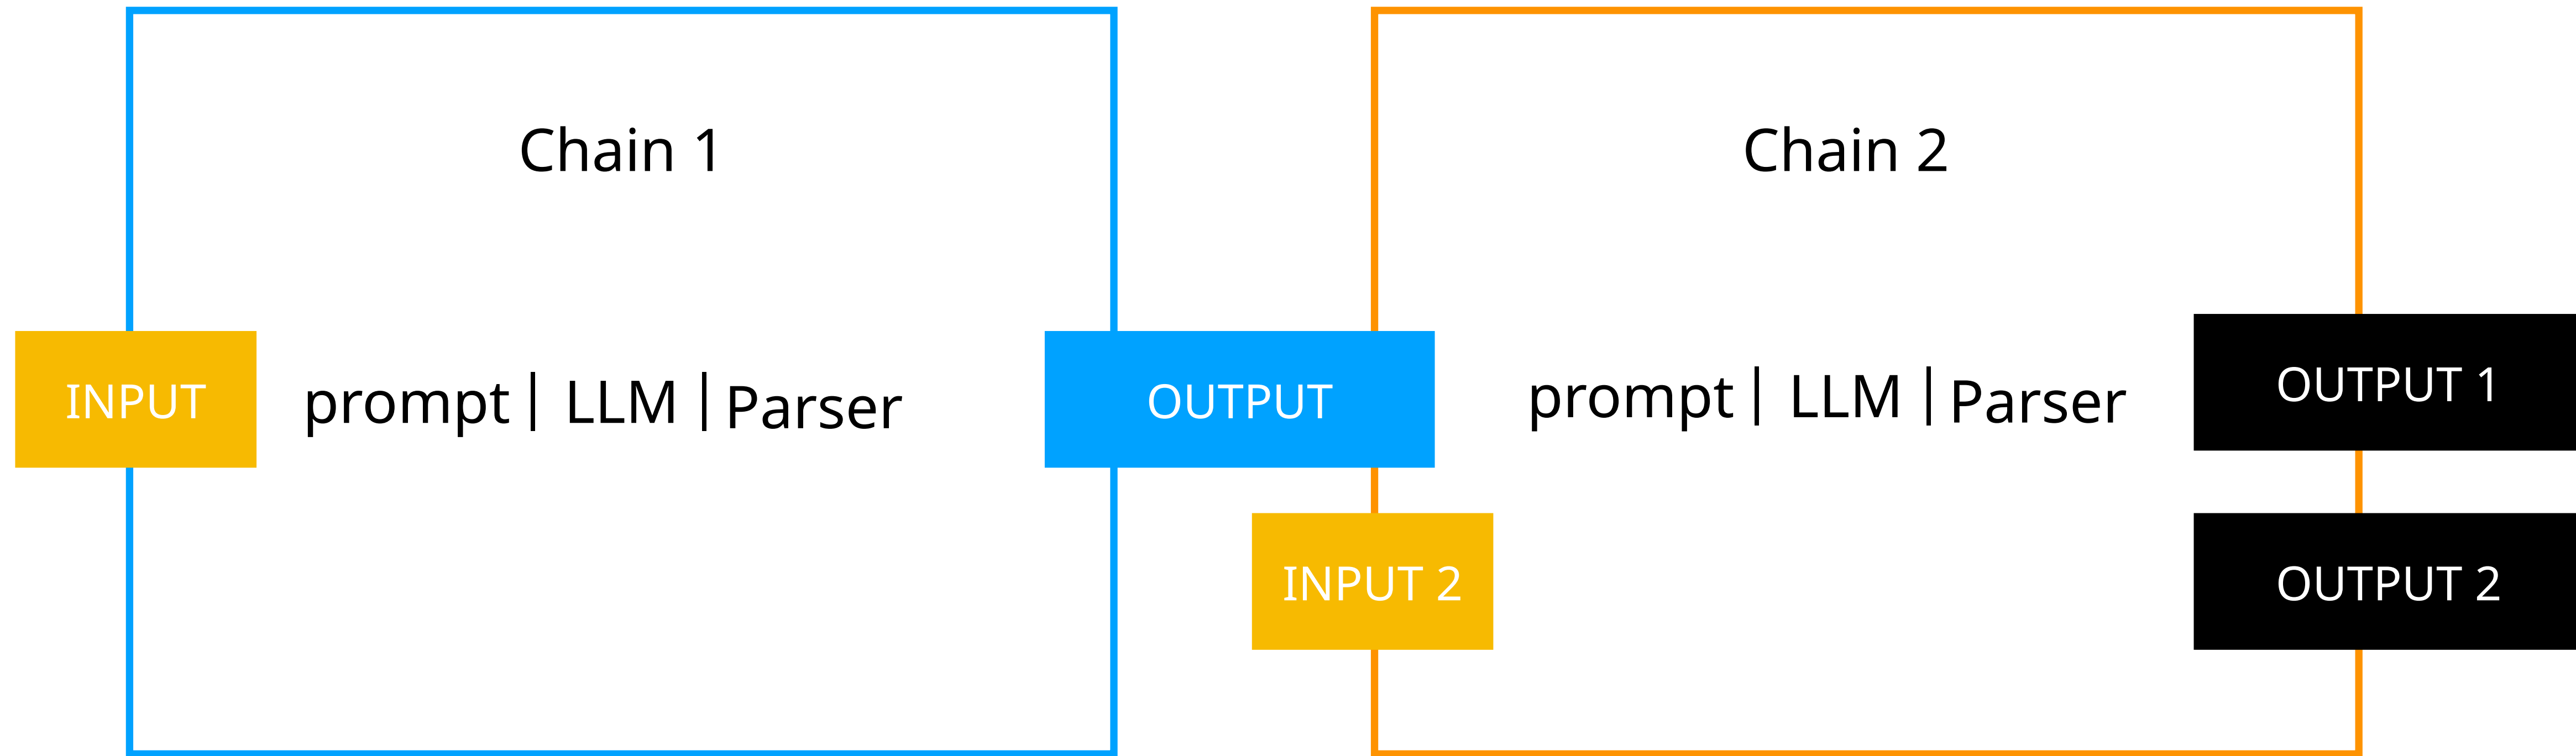 Chain 1
Chain 2
INPUT
prompt | LLM | Parser
OUTPUT
prompt | LLM | Parser
OUTPUT 1
INPUT 2
OUTPUT 2